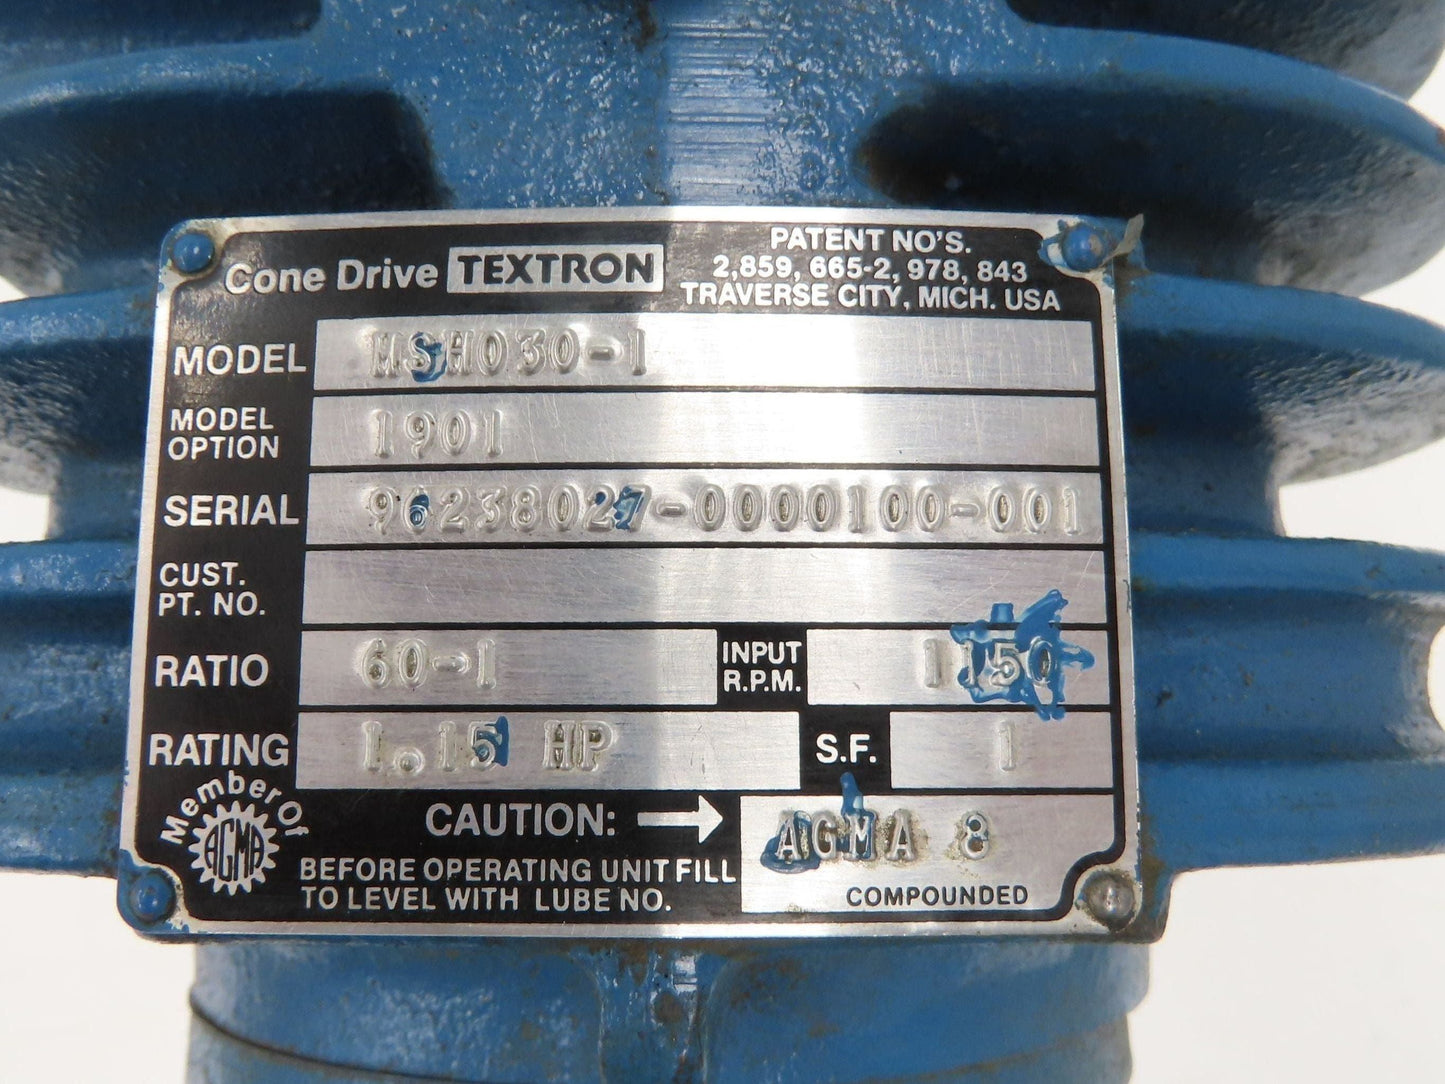 Cone Drive TEXTRON
PATENT NO'S.
2,859,665-2,978,843
TRAVERSE CITY, MICH. USA
MODEL MSHO30-1
MODEL OPTION 1901
SERIAL 96238027-0000100-001
CUST. PT. NO.
RATIO 60-1 INPUT R.P.M. 1150
RATING 1.15 HP S.F. 1
Member Of AGMA
CAUTION:
BEFORE OPERATING UNIT FILL
TO LEVEL WITH LUBE NO.
AGMA 8
COMPOUNDED